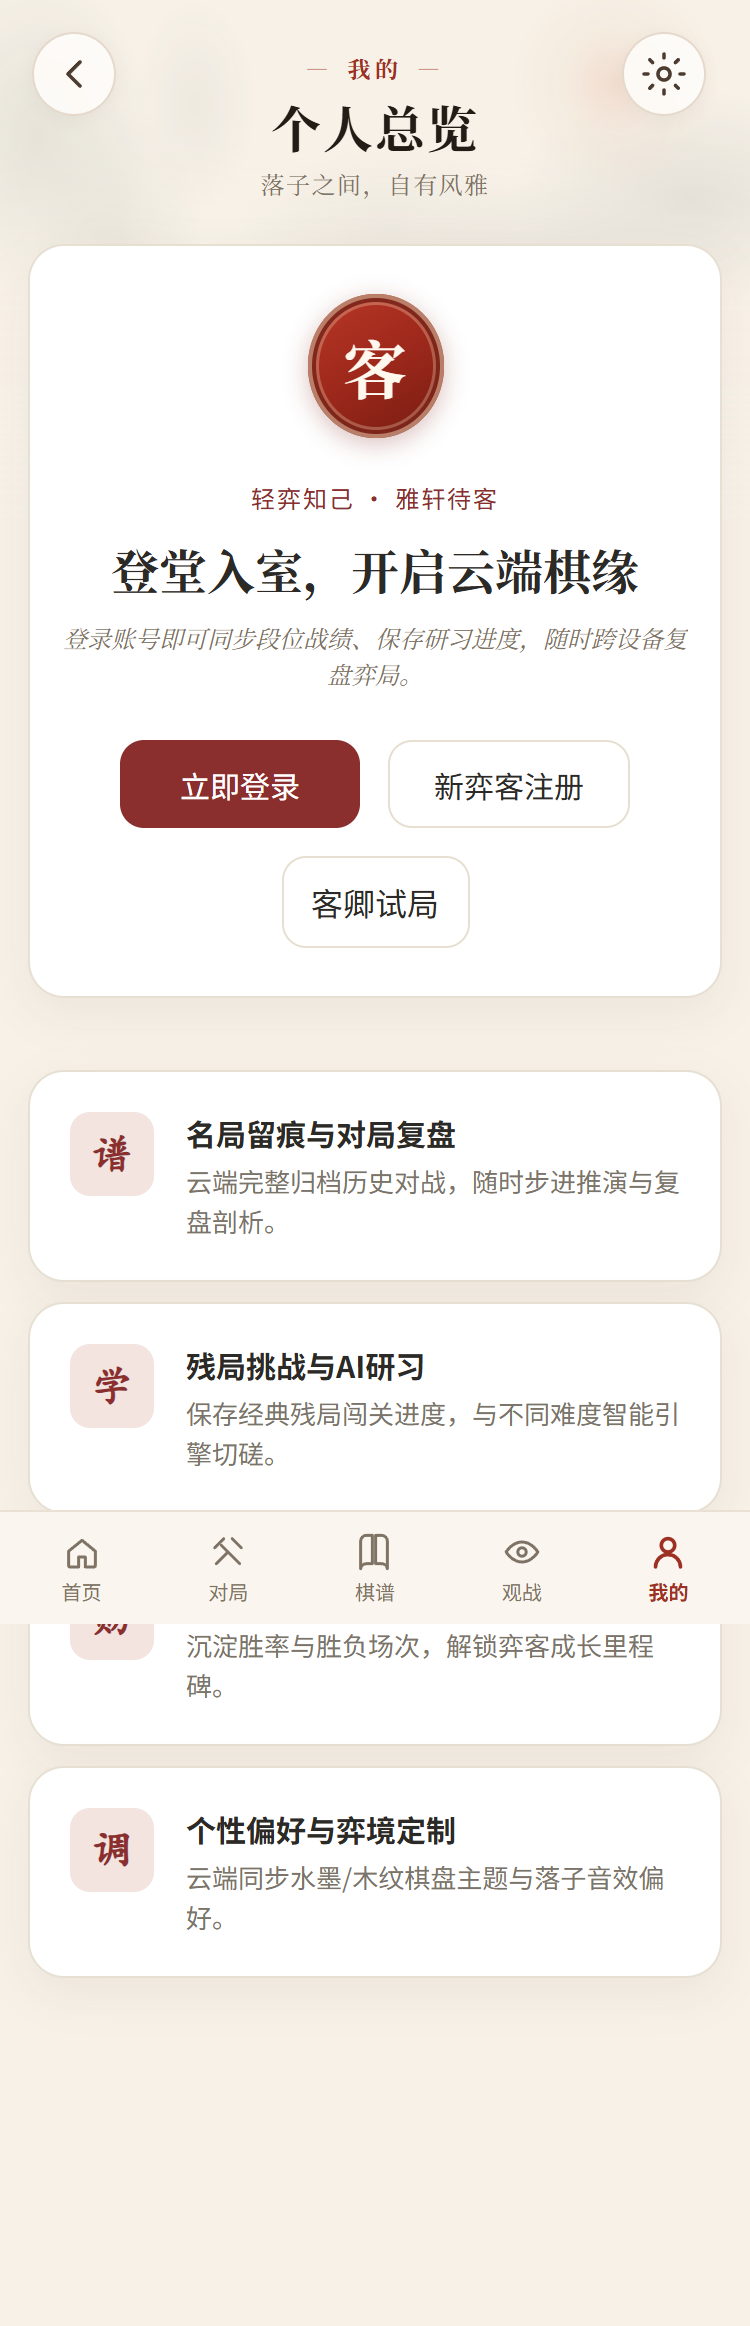 — 我的 —
个人总览
落子之间，自有风雅
客
轻弈知己 · 雅轩待客
登堂入室，开启云端棋缘
登录账号即可同步段位战绩、保存研习进度，随时跨设备复
盘弈局。
立即登录
新弈客注册
客卿试局
谱
名局留痕与对局复盘
云端完整归档历史对战，随时步进推演与复
盘剖析。
学
残局挑战与AI研习
保存经典残局闯关进度，与不同难度智能引
擎切磋。
首页
对局
棋谱
观战
我的
沉淀胜率与胜负场次，解锁弈客成长里程
碑。
调
个性偏好与弈境定制
云端同步水墨/木纹棋盘主题与落子音效偏
好。